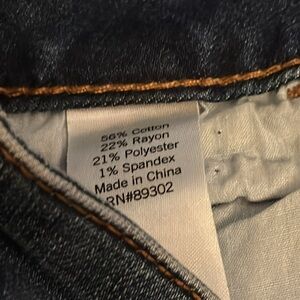 56% Cotton
22% Rayon
21% Polyester
1% Spandex
Made in China
RN#89302